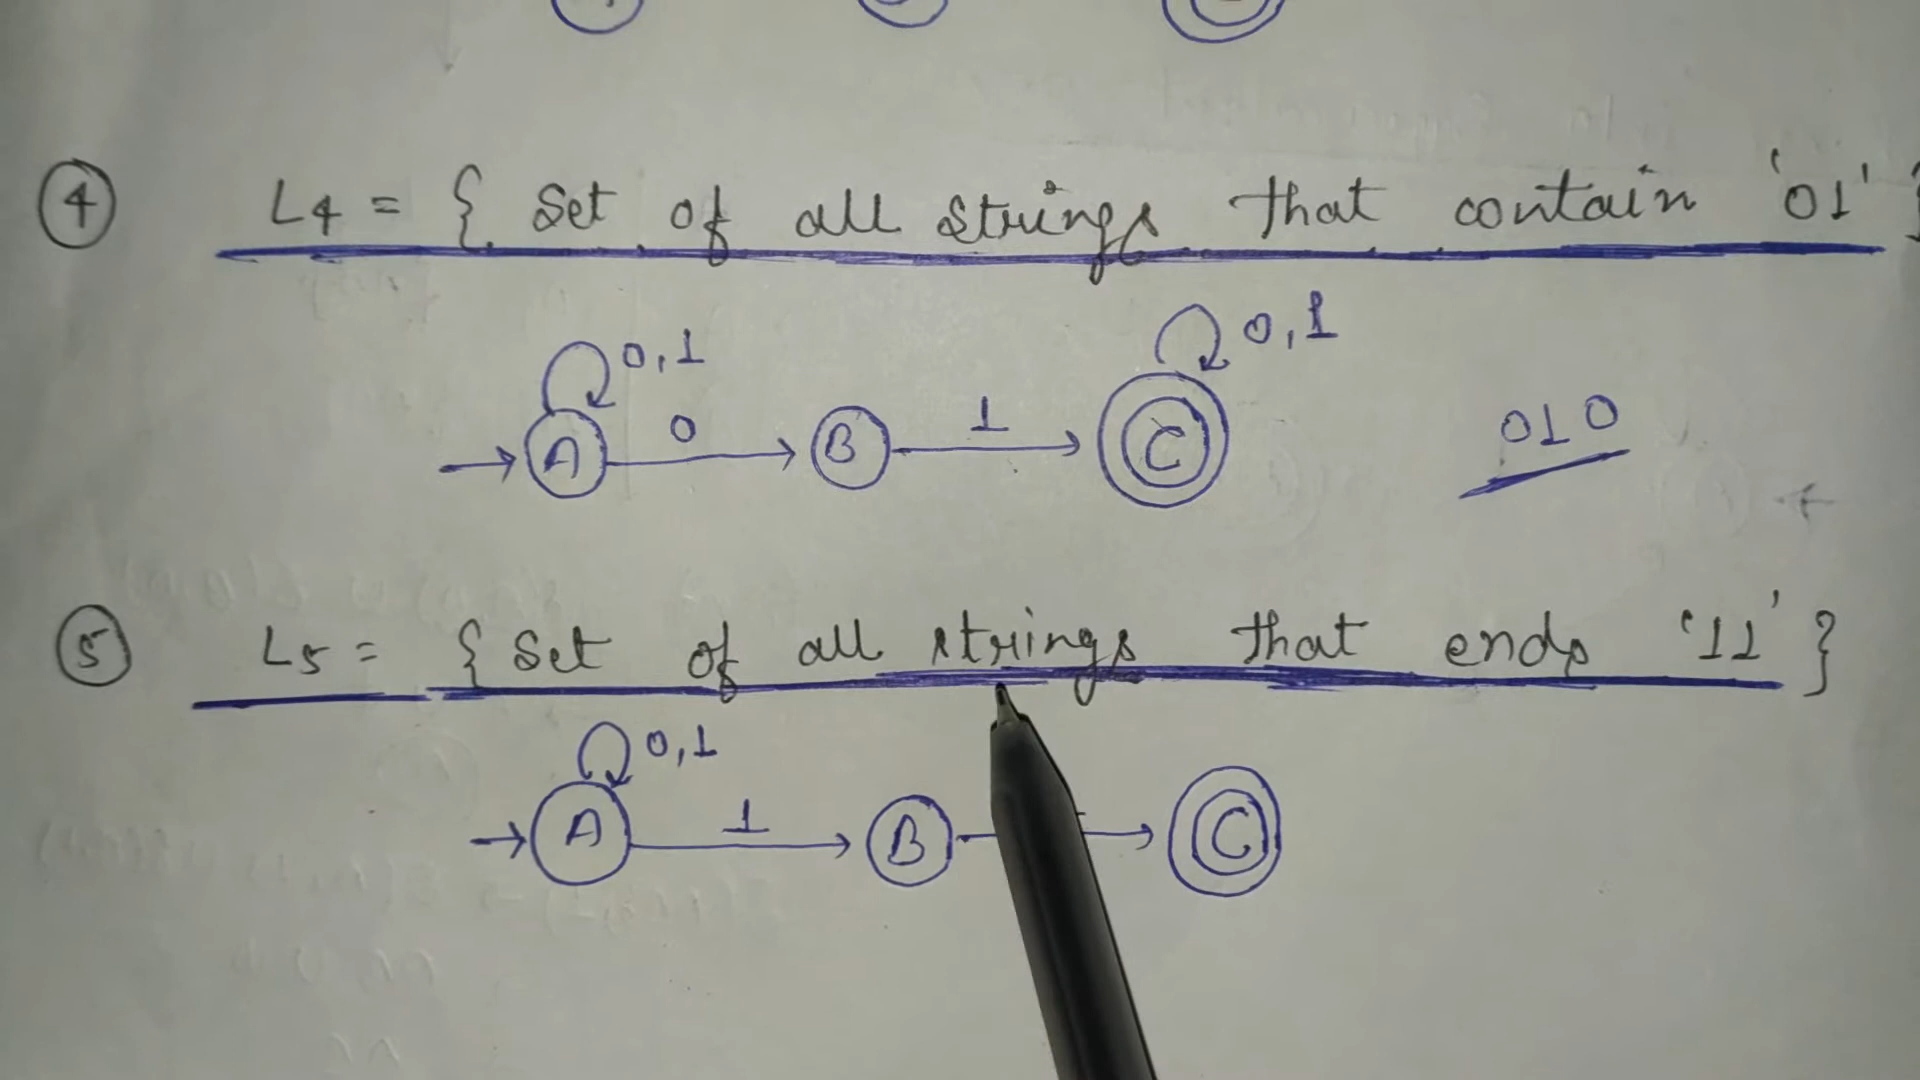 4 L4 = { Set of all strings that contain '01' }
0,1 0,1
A 0 B 1 C 010
5 L5 = { Set of all strings that ends '11' }
0,1
A 1 B C